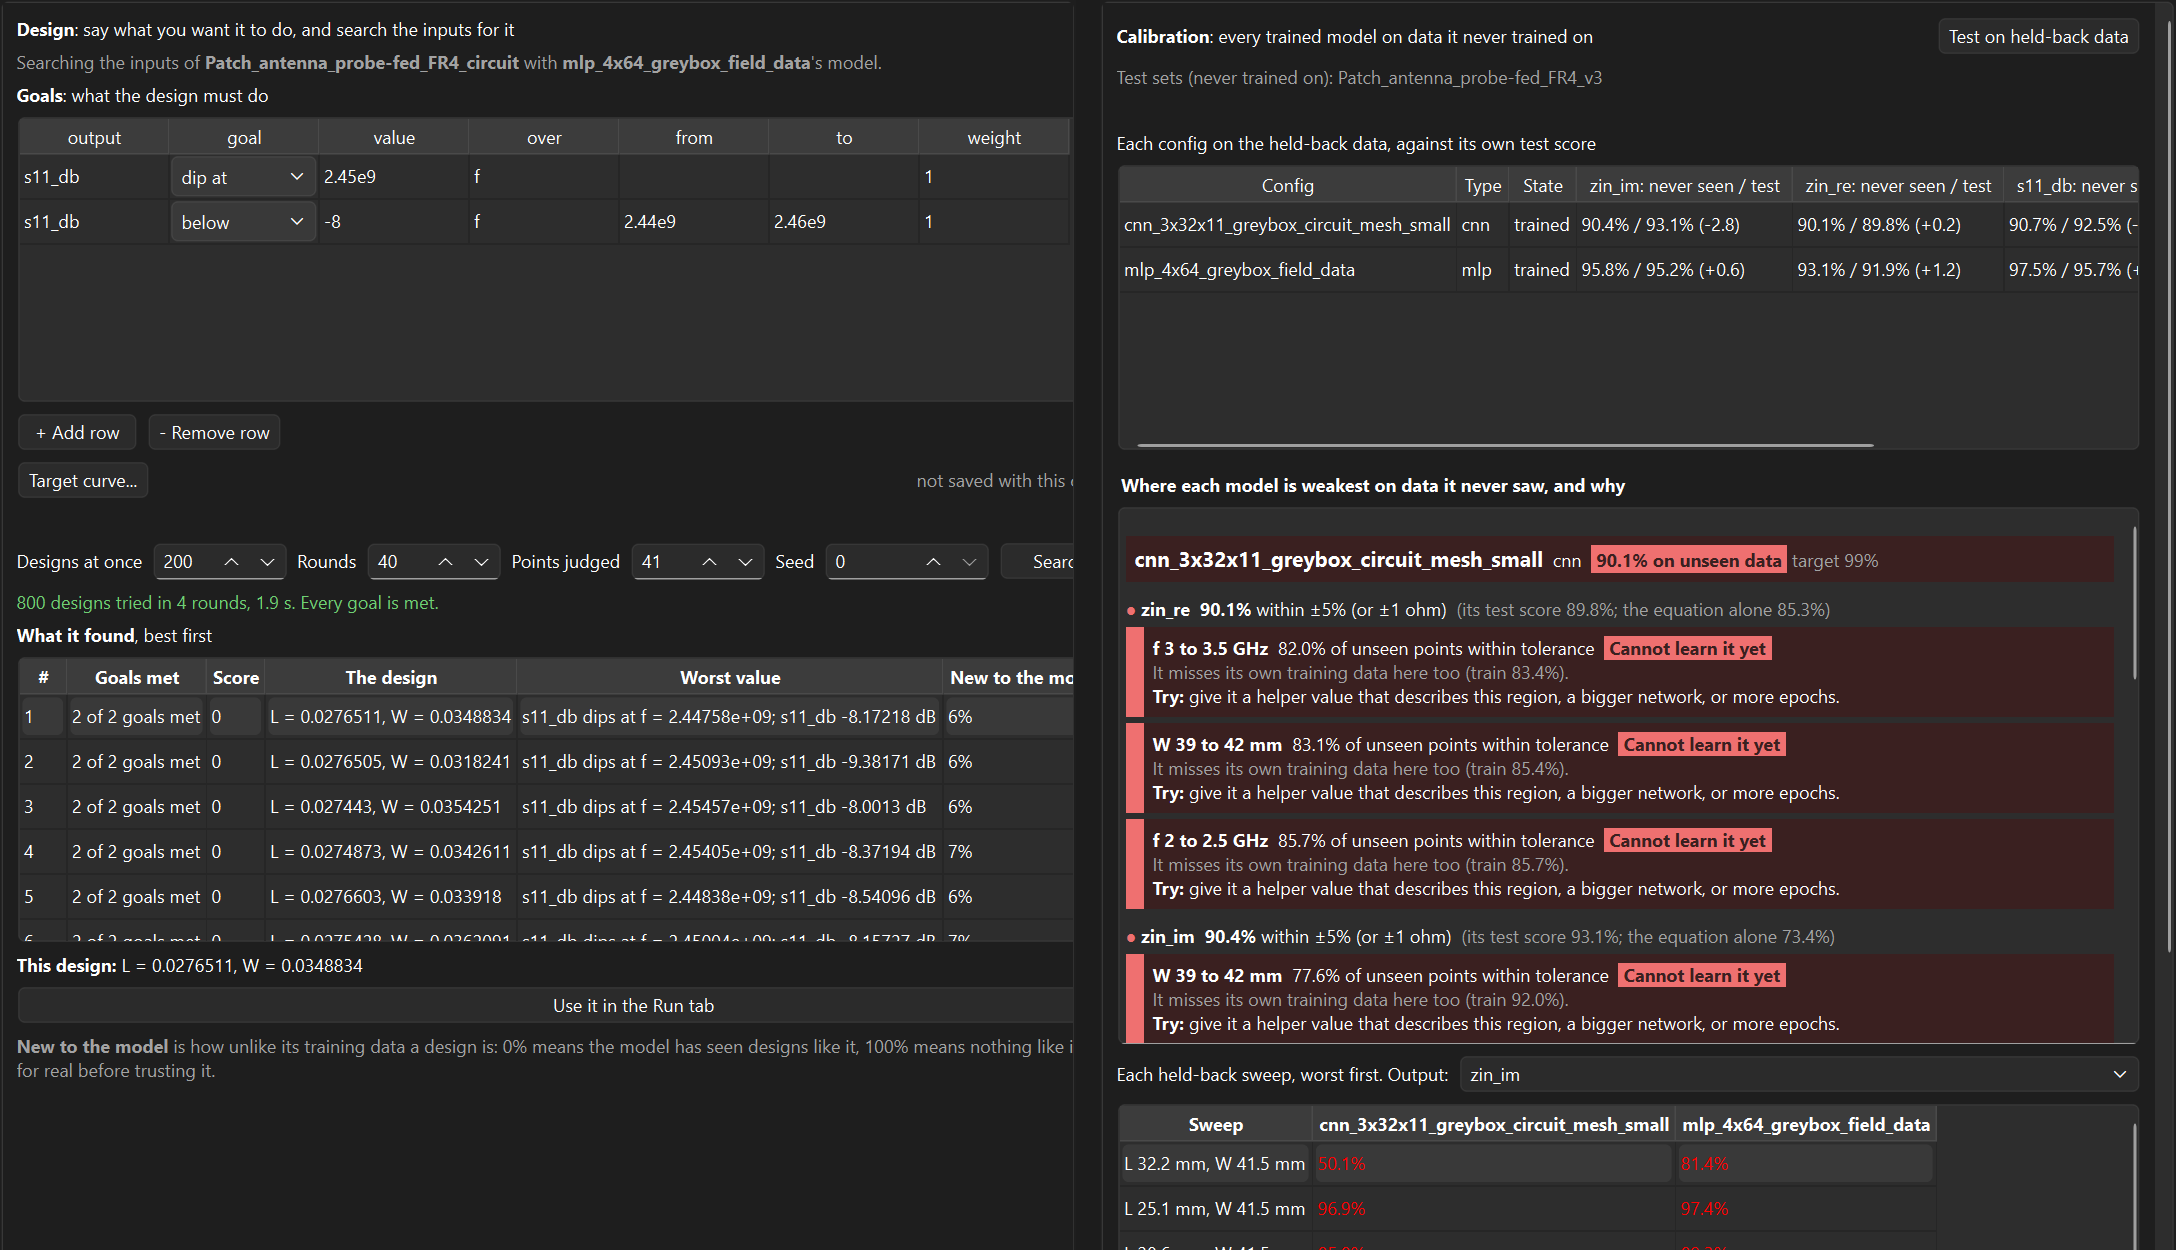 Design: say what you want it to do, and search the inputs for it
Searching the inputs of Patch_antenna_probe-fed_FR4_circuit with mlp_4x64_greybox_field_data's model.
Goals: what the design must do
output goal value over from to weight
s11_db dip at 2.45e9 f 1
s11_db below -8 f 2.44e9 2.46e9 1
+ Add row - Remove row
Target curve... not saved with this
Designs at once 200 Rounds 40 Points judged 41 Seed 0
800 designs tried in 4 rounds, 1.9 s. Every goal is met.
What it found, best first
# Goals met Score The design Worst value New to the
1 2 of 2 goals met 0 L = 0.0276511, W = 0.0348834 s11_db dips at f = 2.44758e+09; s11_db -8.17218 dB 6%
2 2 of 2 goals met 0 L = 0.0276505, W = 0.0318241 s11_db dips at f = 2.45093e+09; s11_db -9.38171 dB 6%
3 2 of 2 goals met 0 L = 0.027443, W = 0.0354251 s11_db dips at f = 2.45457e+09; s11_db -8.0013 dB 6%
4 2 of 2 goals met 0 L = 0.0274873, W = 0.0342611 s11_db dips at f = 2.45405e+09; s11_db -8.37194 dB 7%
5 2 of 2 goals met 0 L = 0.0276603, W = 0.033918 s11_db dips at f = 2.44838e+09; s11_db -8.54096 dB 6%
This design: L = 0.0276511, W = 0.0348834
Use it in the Run tab
New to the model is how unlike its training data a design is: 0% means the model has seen designs like it, 100% means nothing like
for real before trusting it.
Calibration: every trained model on data it never trained on
Test on held-back data
Test sets (never trained on): Patch_antenna_probe-fed_FR4_v3
Each config on the held-back data, against its own test score
Config Type State zin_im: never seen / test zin_re: never seen / test s11_db: never
cnn_3x32x11_greybox_circuit_mesh_small cnn trained 90.4% / 93.1% (-2.8) 90.1% / 89.8% (+0.2) 90.7% / 92.5%
mlp_4x64_greybox_field_data mlp trained 95.8% / 95.2% (+0.6) 93.1% / 91.9% (+1.2) 97.5% / 95.7%
Where each model is weakest on data it never saw, and why
cnn_3x32x11_greybox_circuit_mesh_small cnn 90.1% on unseen data target 99%
zin_re 90.1% within ±5% (or ±1 ohm) (its test score 89.8%; the equation alone 85.3%)
f 3 to 3.5 GHz 82.0% of unseen points within tolerance Cannot learn it yet
It misses its own training data here too (train 83.4%).
Try: give it a helper value that describes this region, a bigger network, or more epochs.
W 39 to 42 mm 83.1% of unseen points within tolerance Cannot learn it yet
It misses its own training data here too (train 85.4%).
Try: give it a helper value that describes this region, a bigger network, or more epochs.
f 2 to 2.5 GHz 85.7% of unseen points within tolerance Cannot learn it yet
It misses its own training data here too (train 85.7%).
Try: give it a helper value that describes this region, a bigger network, or more epochs.
zin_im 90.4% within ±5% (or ±1 ohm) (its test score 93.1%; the equation alone 73.4%)
W 39 to 42 mm 77.6% of unseen points within tolerance Cannot learn it yet
It misses its own training data here too (train 92.0%).
Try: give it a helper value that describes this region, a bigger network, or more epochs.
Each held-back sweep, worst first. Output: zin_im
Sweep cnn_3x32x11_greybox_circuit_mesh_small mlp_4x64_greybox_field_data
L 32.2 mm, W 41.5 mm 50.1% 81.4%
L 25.1 mm, W 41.5 mm 96.9% 97.4%